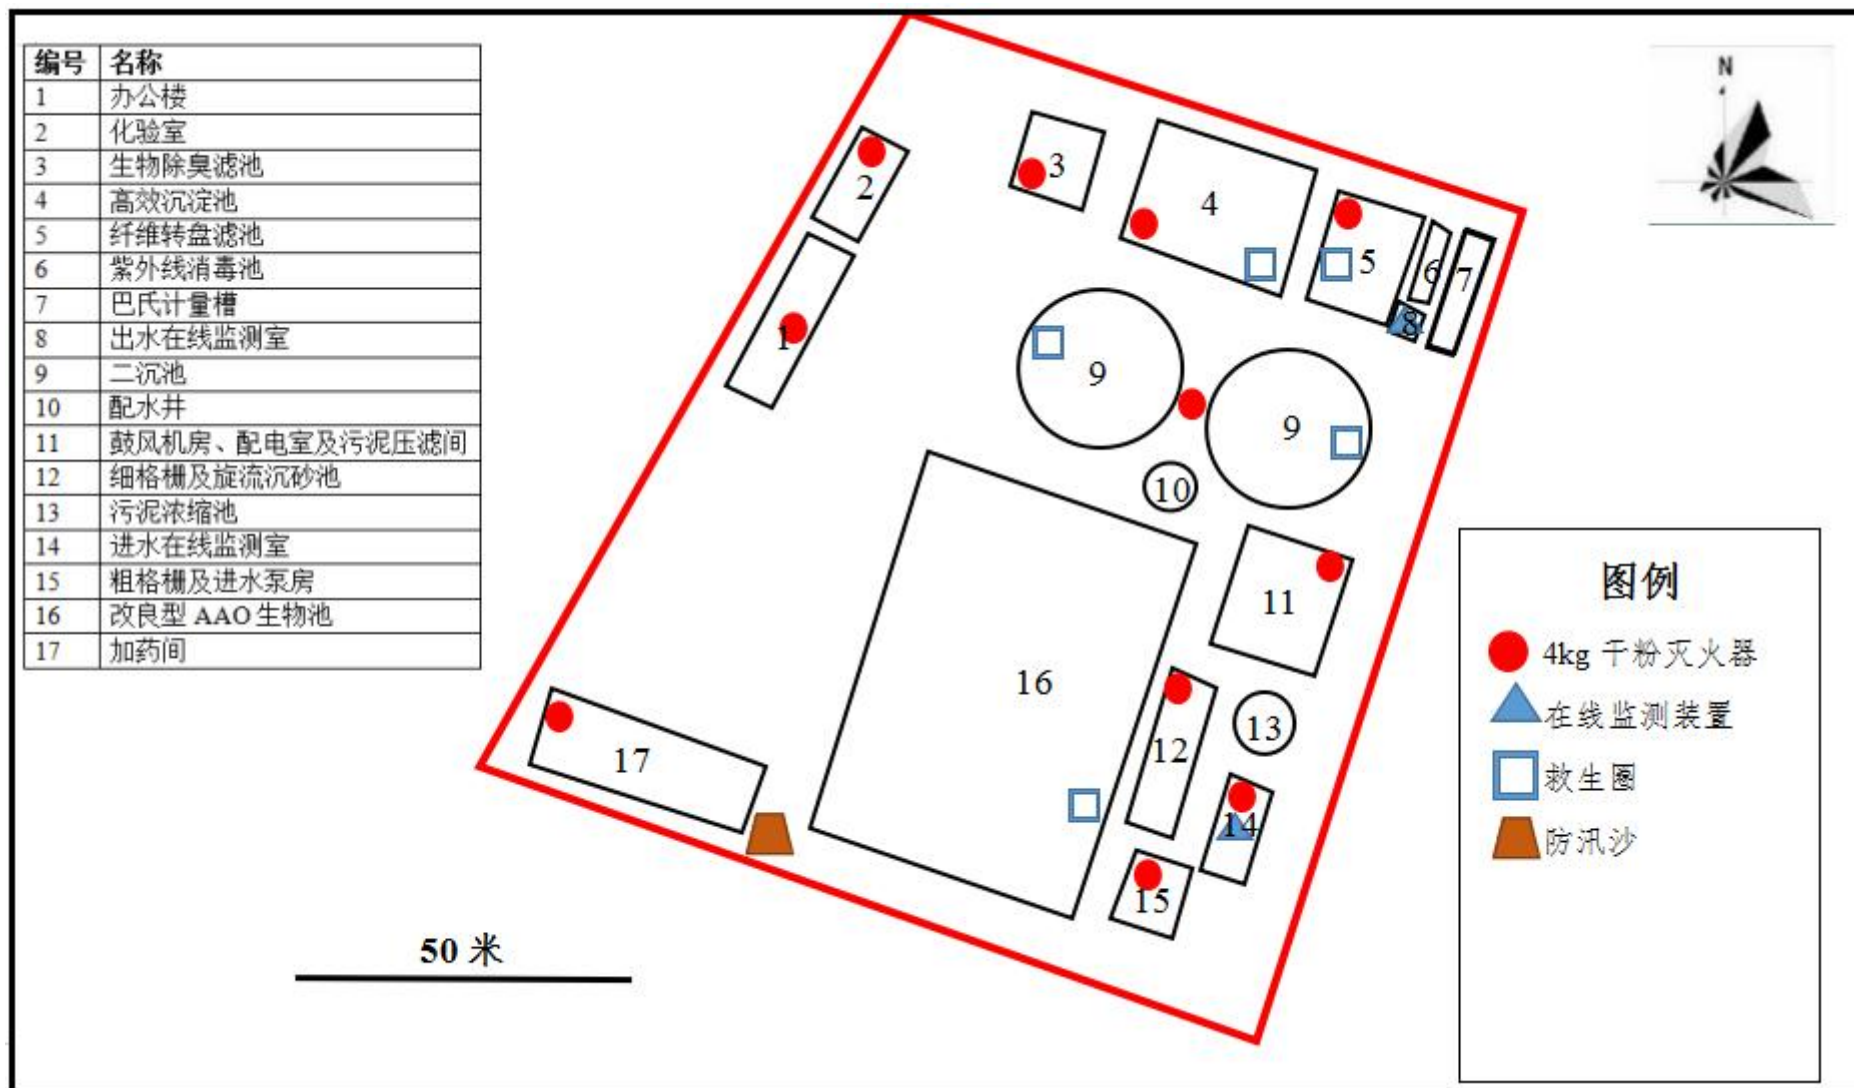 编号 名称
1 办公楼
2 化验室
3 生物除臭滤池
4 高效沉淀池
5 纤维转盘滤池
6 紫外线消毒池
7 巴氏计量槽
8 出水在线监测室
9 二沉池
10 配水井
11 鼓风机房、配电室及污泥压滤间
12 细格栅及旋流沉砂池
13 污泥浓缩池
14 进水在线监测室
15 粗格栅及进水泵房
16 改良型 AAO 生物池
17 加药间
N
2
3
4
5
6
7
8
1
9
9
10
11
16
12
13
17
14
15
50 米
图例
4kg 干粉灭火器
在线监测装置
救生圈
防汛沙